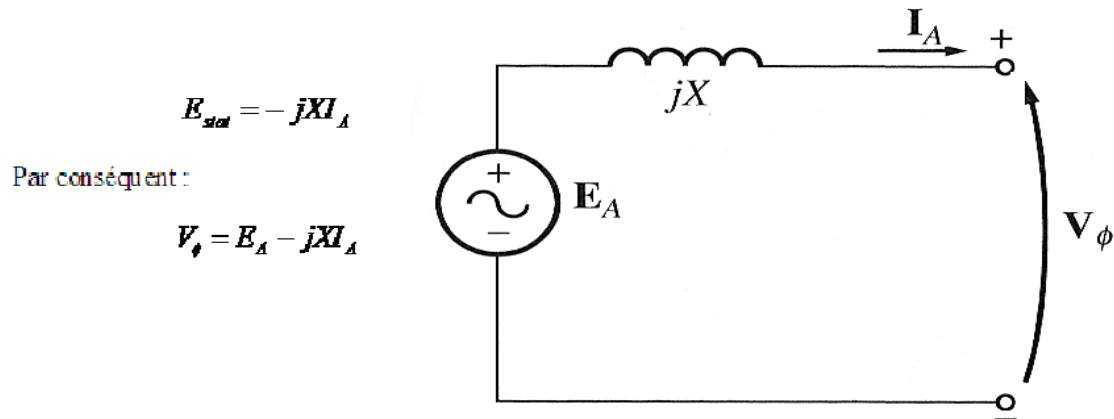 E_stat = − jXI_A
Par conséquent :
V_ϕ = E_A − jXI_A
I_A
+
jX
+
E_A
−
V_ϕ
−